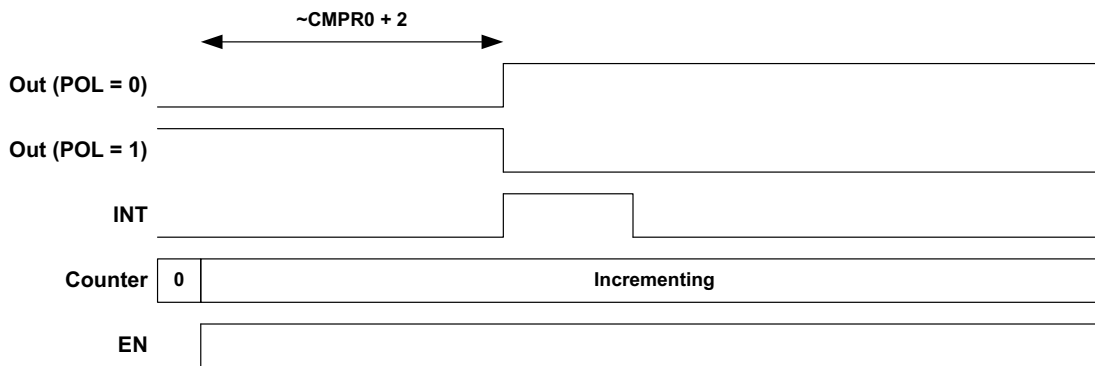 ~CMPR0 + 2
Out (POL = 0)
Out (POL = 1)
INT
Counter 0 Incrementing
EN